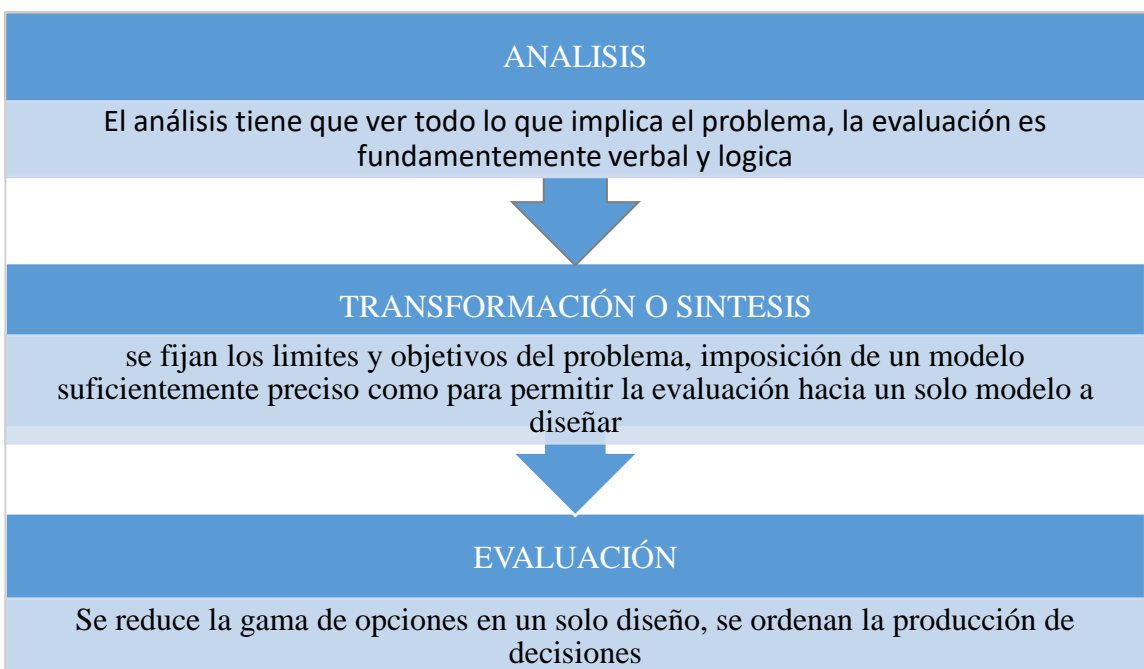 ANALISIS
El análisis tiene que ver todo lo que implica el problema, la evaluación es
fundamentemente verbal y logica
TRANSFORMACIÓN O SINTESIS
se fijan los limites y objetivos del problema, imposición de un modelo
suficientemente preciso como para permitir la evaluación hacia un solo modelo a
diseñar
EVALUACIÓN
Se reduce la gama de opciones en un solo diseño, se ordenan la producción de
decisiones